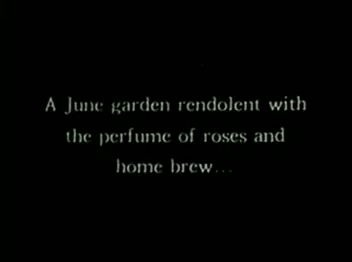 A June garden rendolent with
the perfume of roses and
home brew...